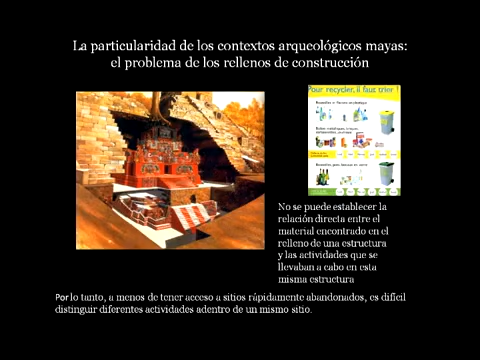 La particularidad de los contextos arqueológicos mayas:
el problema de los rellenos de construcción
Pour recycler, il faut trier !
No se puede establecer la
relación directa entre el
material encontrado en el
relleno de una estructura
y las actividades que se
llevaban a cabo en esta
misma estructura
Por lo tanto, a menos de tener acceso a sitios rápidamente abandonados, es difícil
distinguir diferentes actividades adentro de un mismo sitio.